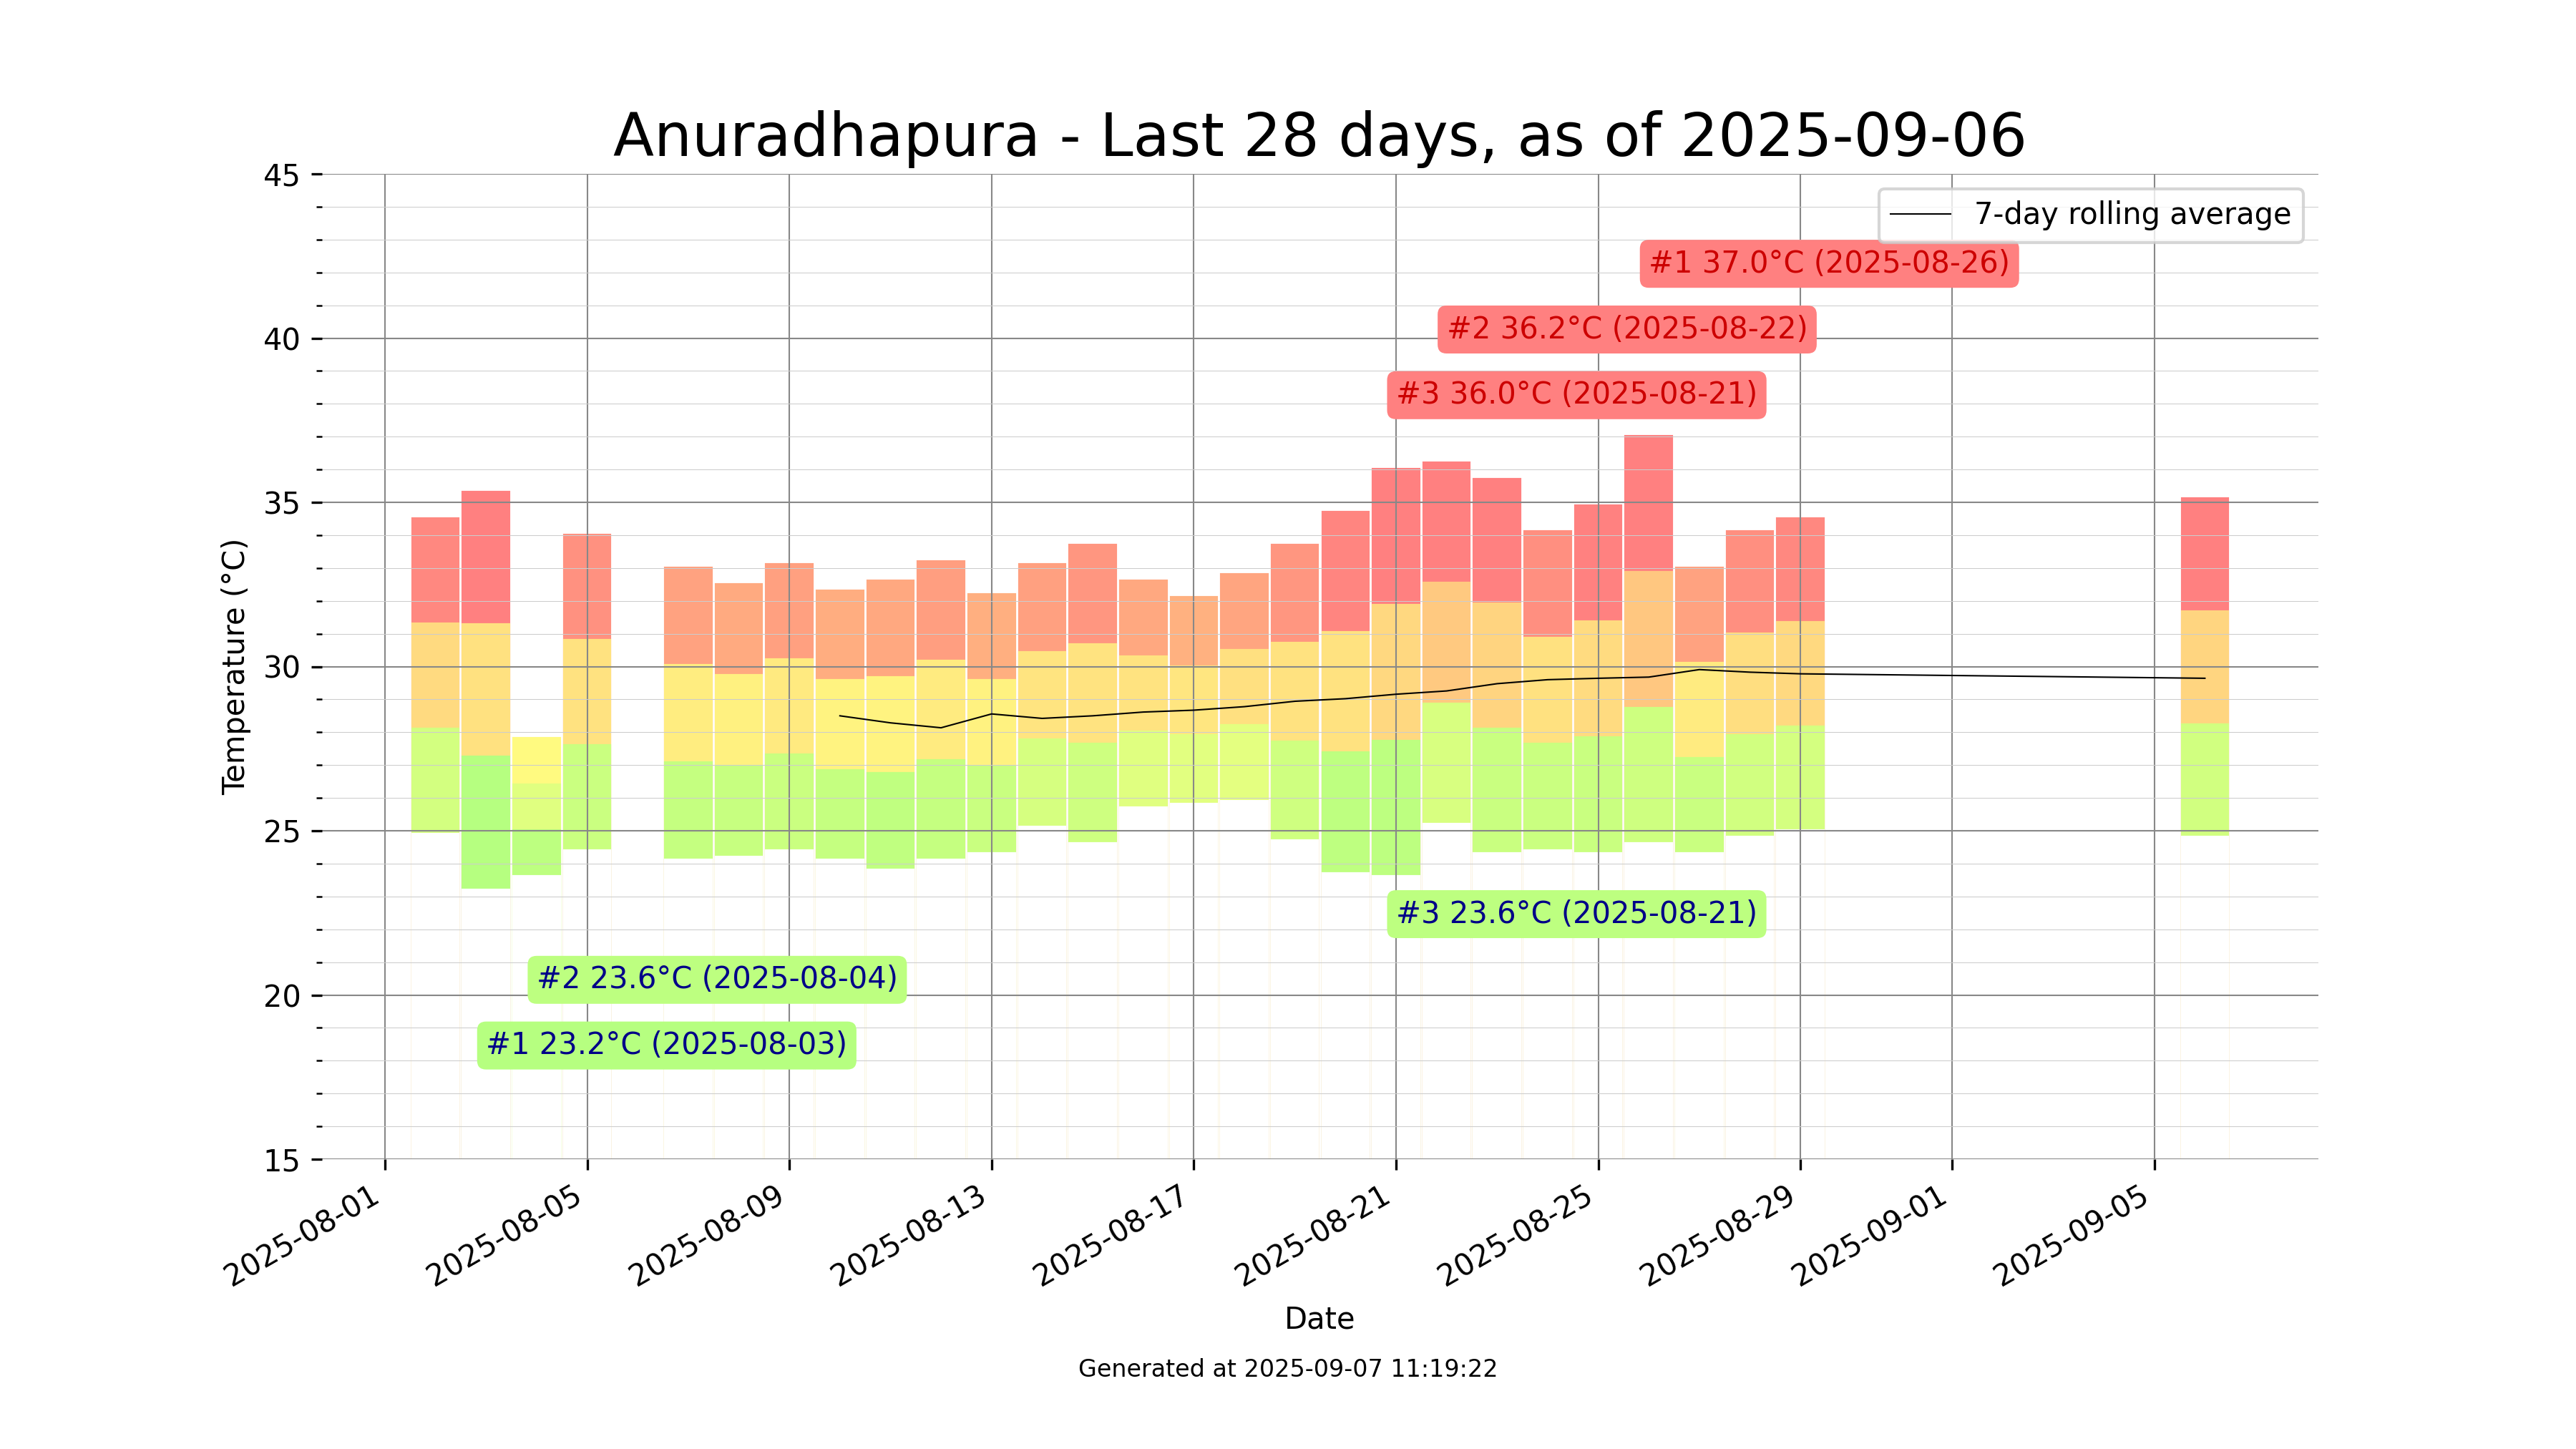 Anuradhapura - Last 28 days, as of 2025-09-06
7-day rolling average
#1 37.0°C (2025-08-26)
#2 36.2°C (2025-08-22)
#3 36.0°C (2025-08-21)
#3 23.6°C (2025-08-21)
#2 23.6°C (2025-08-04)
#1 23.2°C (2025-08-03)
Temperature (°C)
45
40
35
30
25
20
15
2025-08-01
2025-08-05
2025-08-09
2025-08-13
2025-08-17
2025-08-21
2025-08-25
2025-08-29
2025-09-01
2025-09-05
Date
Generated at 2025-09-07 11:19:22